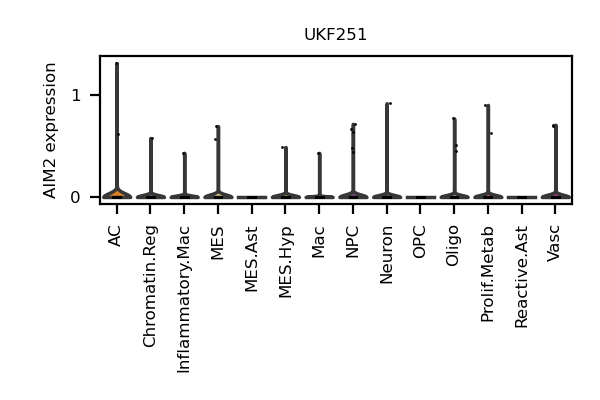 UKF251
AIM2 expression
1
0
AC
Chromatin.Reg
Inflammatory.Mac
MES
MES.Ast
MES.Hyp
Mac
NPC
Neuron
OPC
Oligo
Prolif.Metab
Reactive.Ast
Vasc